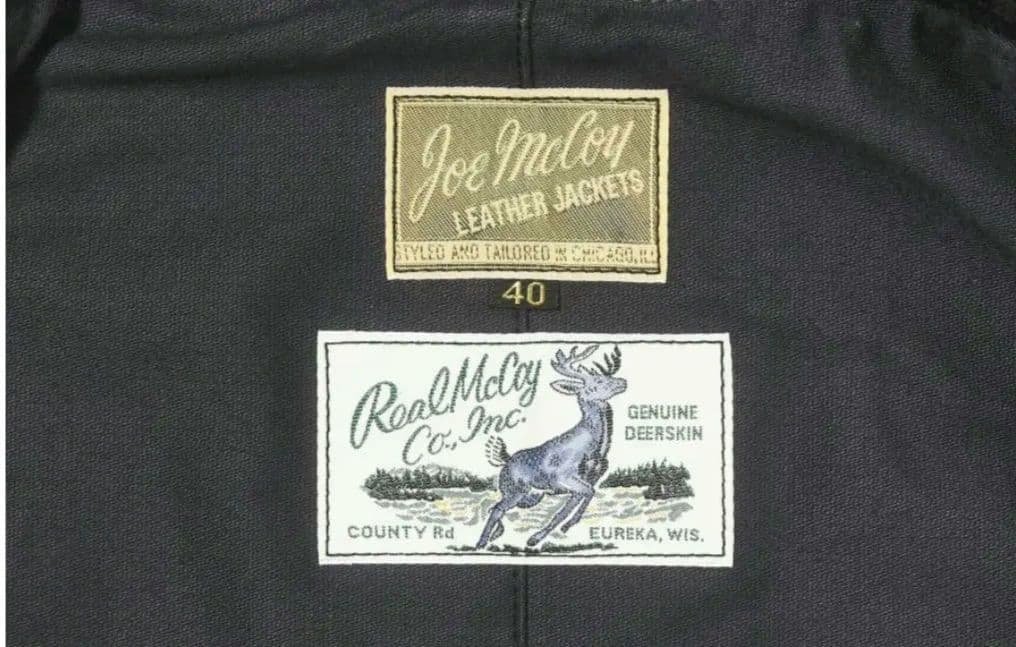 Joe McCoy
LEATHER JACKETS
STYLED AND TAILORED IN CHICAGO, ILL
40
Real McCoy
Co., Inc.
GENUINE
DEERSKIN
COUNTY Rd
EUREKA, WIS.